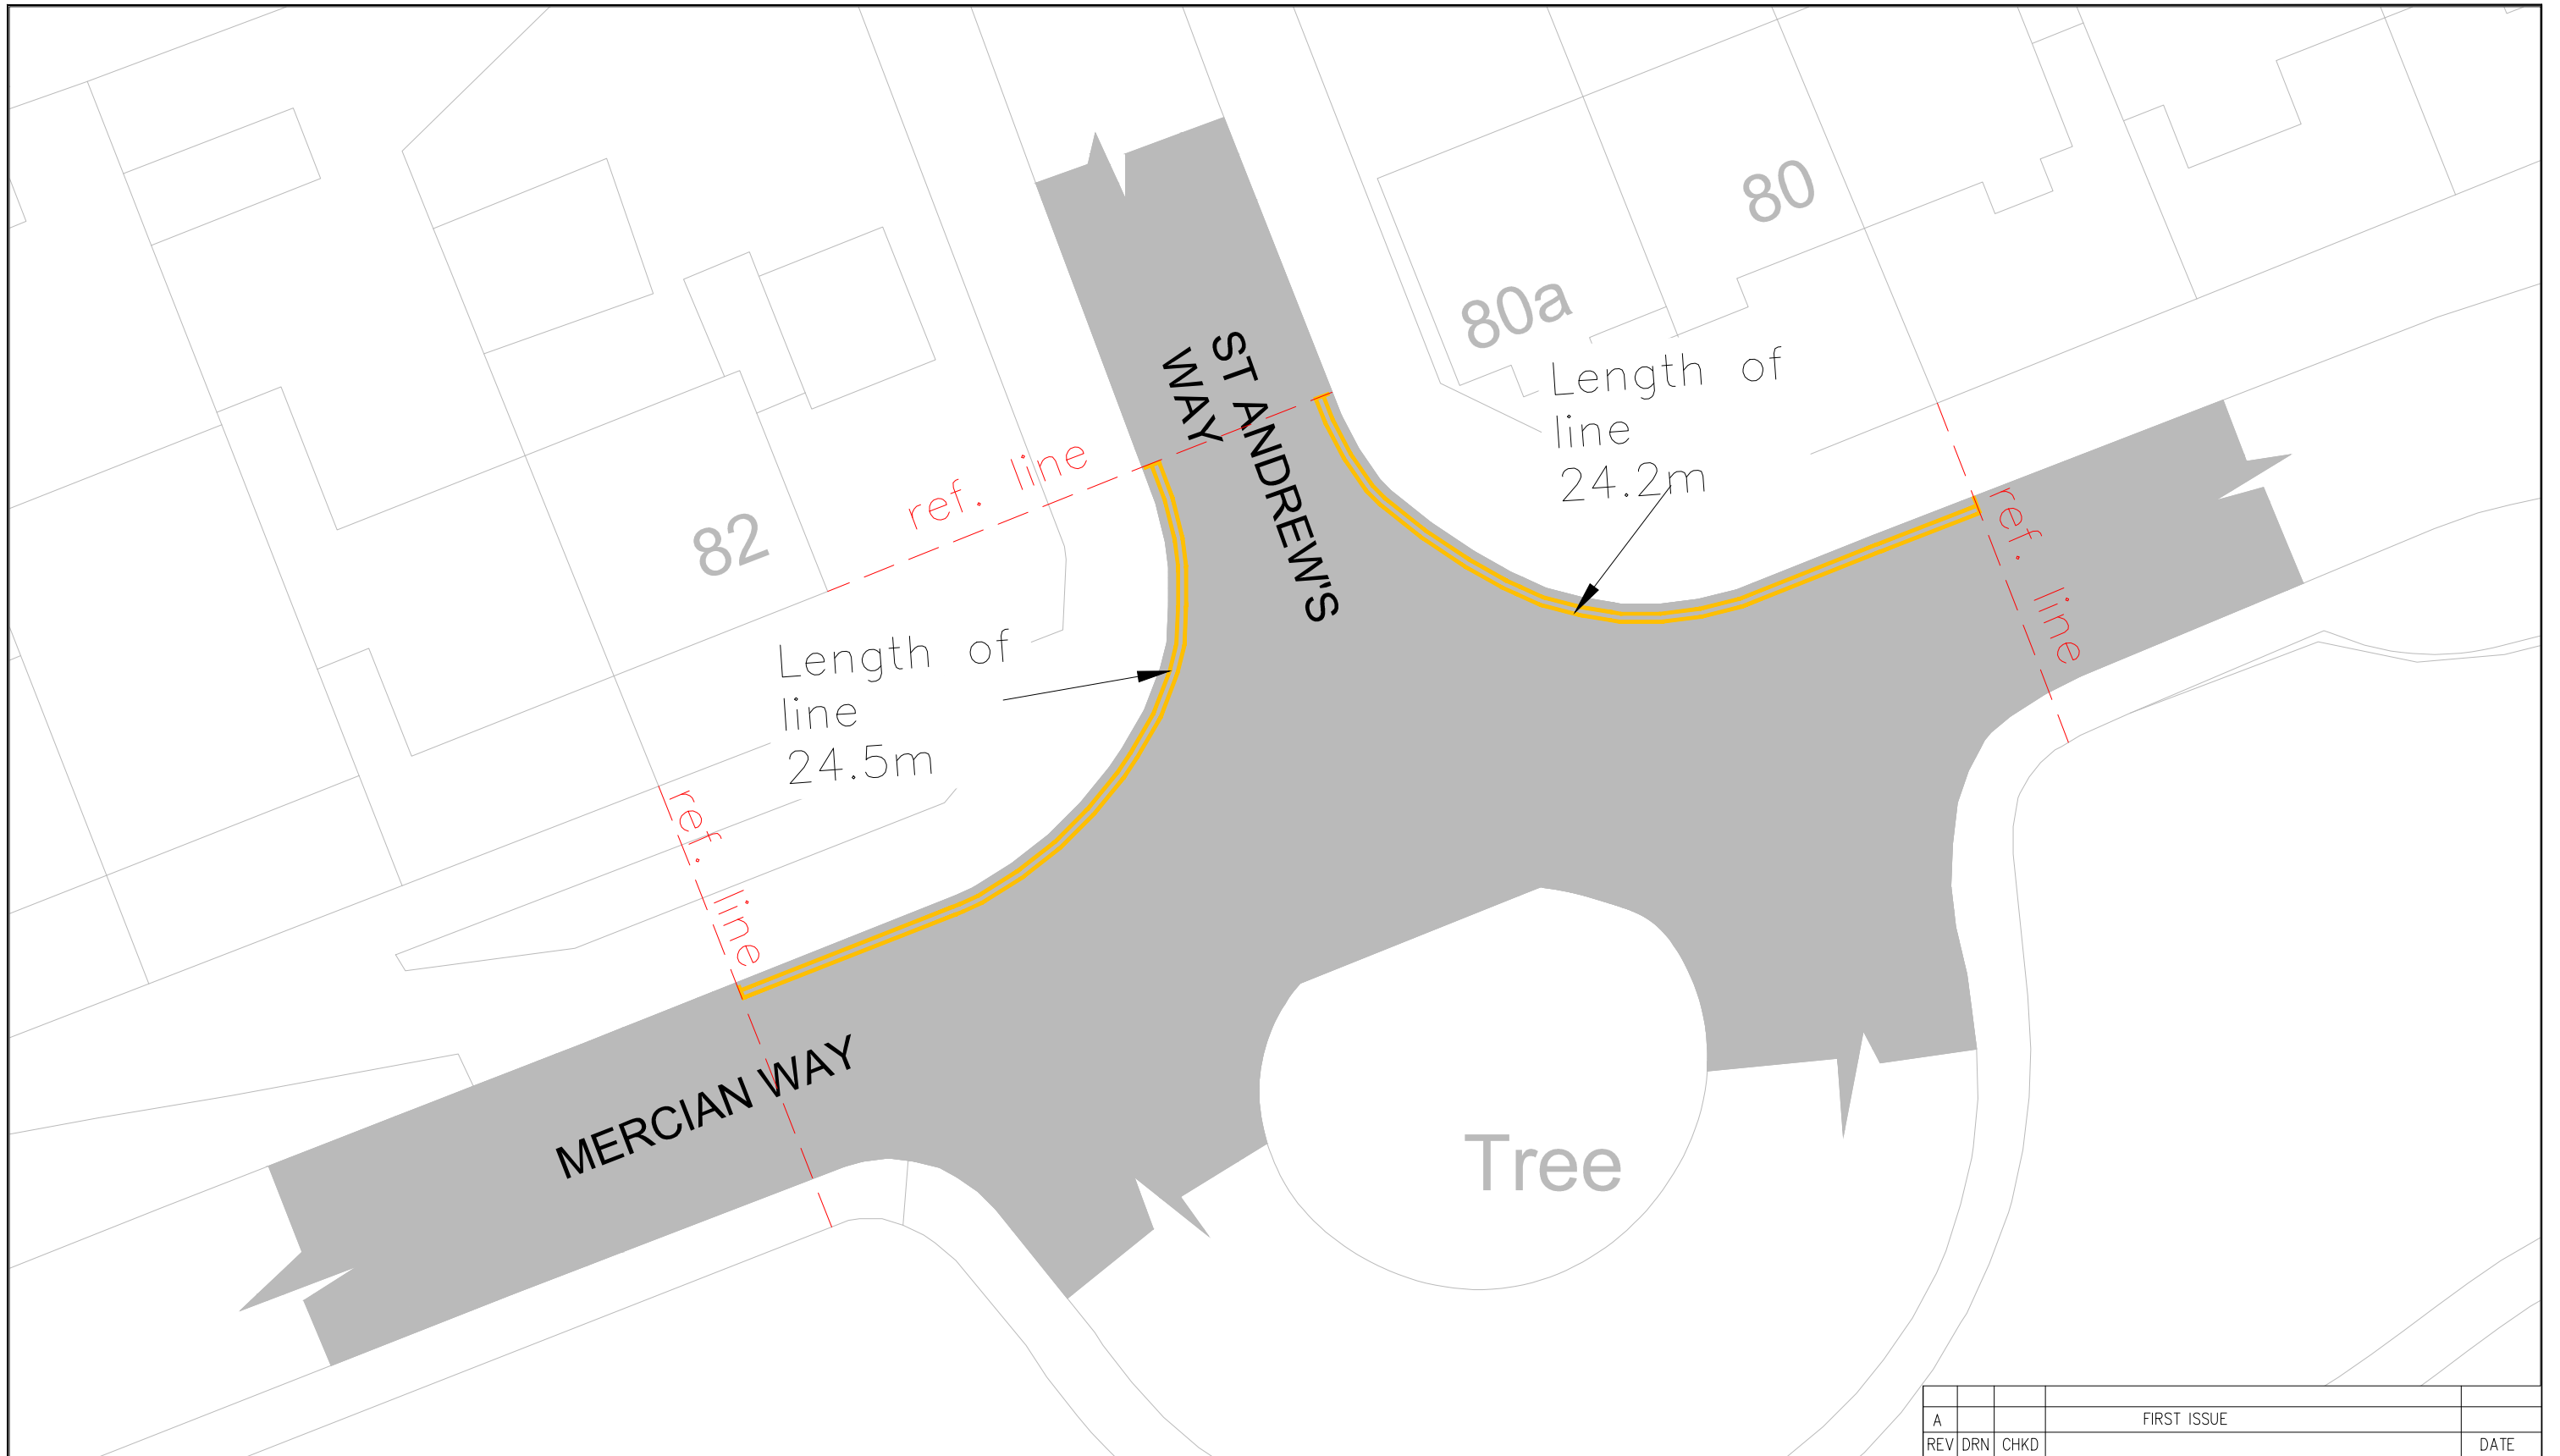 80
80a
ST ANDREW'S
WAY
Length of
line
24.2m
ref. line
82
ref. line
Length of
line
24.5m
ref. line
MERCIAN WAY
Tree
A FIRST ISSUE
REV DRN CHKD DATE